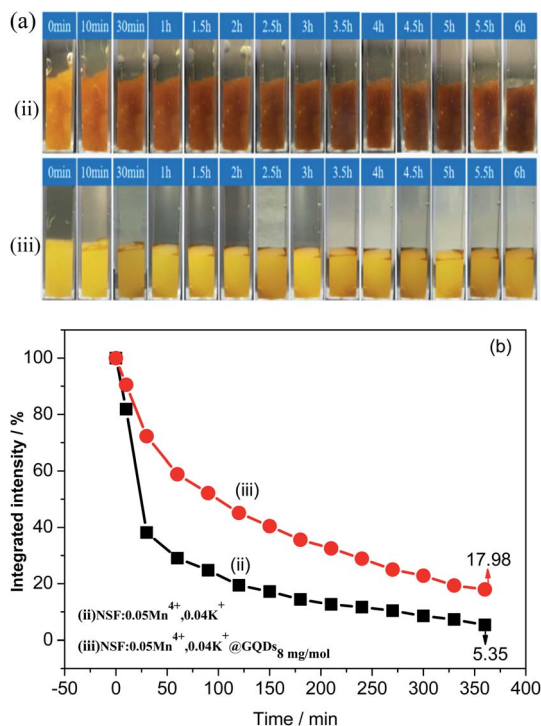 (a)
0min 10min 30min 1h 1.5h 2h 2.5h 3h 3.5h 4h 4.5h 5h 5.5h 6h
(ii)
0min 10min 30min 1h 1.5h 2h 2.5h 3h 3.5h 4h 4.5h 5h 5.5h 6h
(iii)
(b)
Integrated intensity / %
100
80
60
40
20
0
(iii)
(ii)
17.98
5.35
(ii)NSF:0.05Mn⁴⁺,0.04K⁺
(iii)NSF:0.05Mn⁴⁺,0.04K⁺@GQDs₈ mg/mol
-50 0 50 100 150 200 250 300 350 400
Time / min